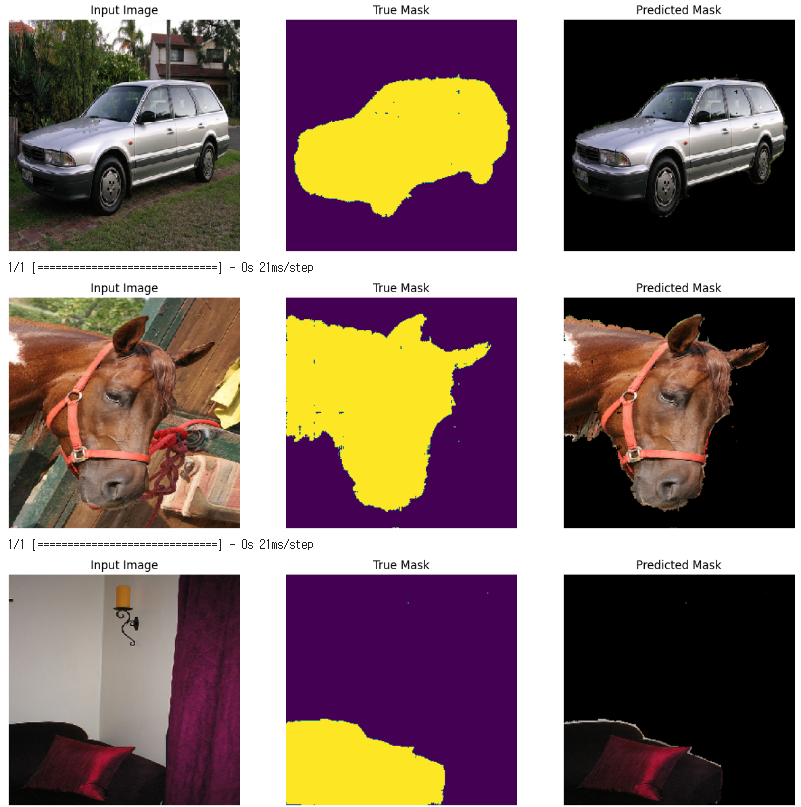 Input Image True Mask Predicted Mask
1/1 [==============================] - 0s 21ms/step
Input Image True Mask Predicted Mask
1/1 [==============================] - 0s 21ms/step
Input Image True Mask Predicted Mask